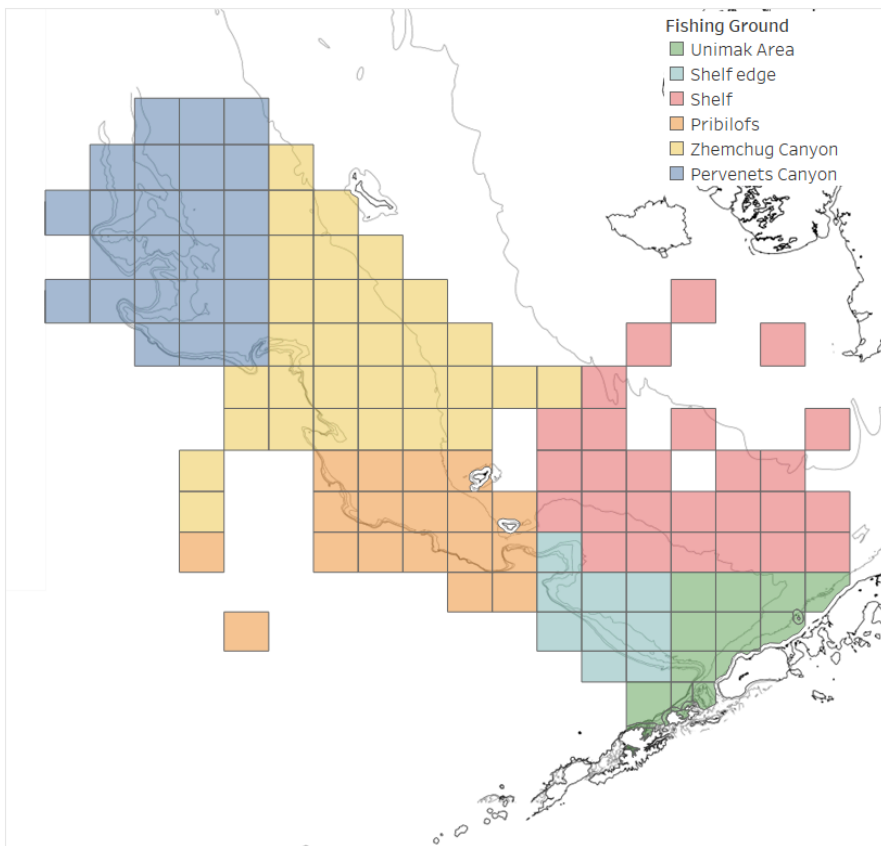 Fishing Ground
Unimak Area
Shelf edge
Shelf
Pribilofs
Zhemchug Canyon
Pervenets Canyon